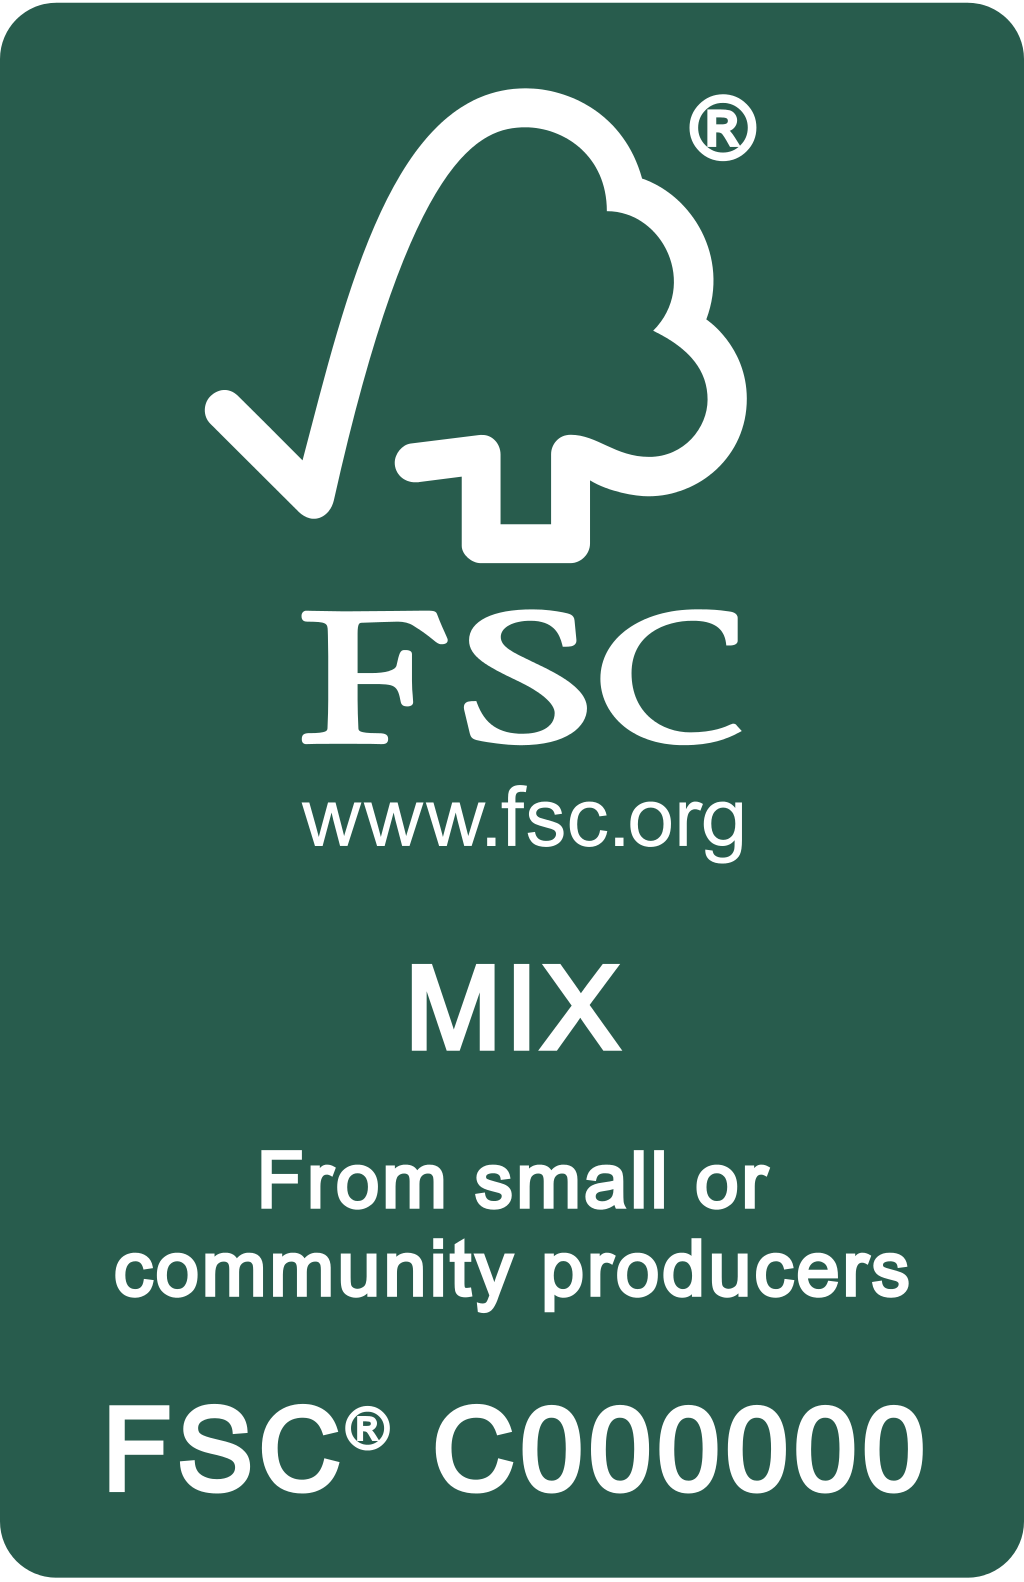 ®
FSC
www.fsc.org
MIX
From small or
community producers
FSC® C000000